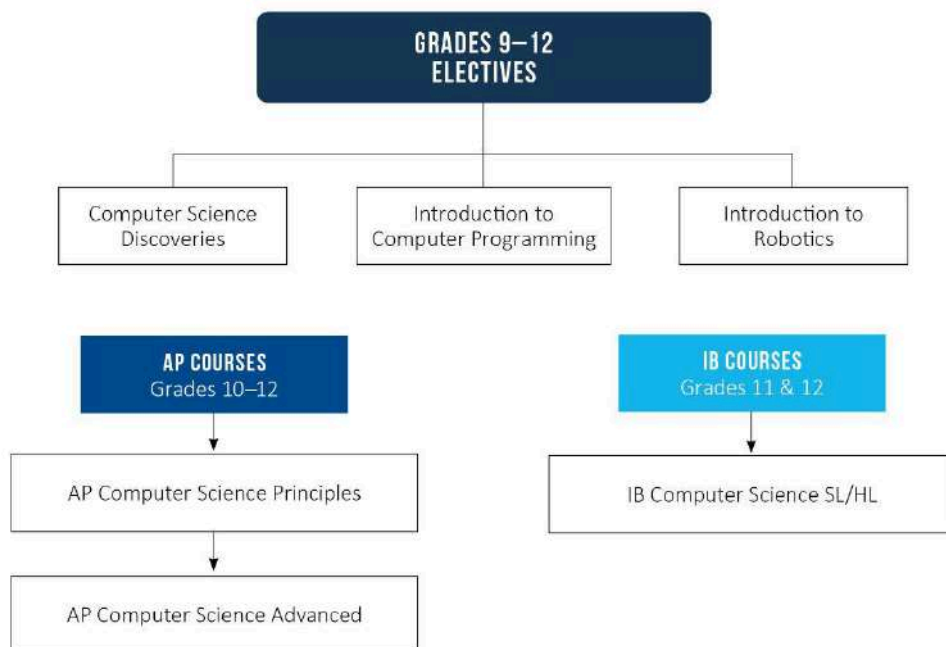 GRADES 9–12
ELECTIVES
Computer Science
Discoveries
Introduction to
Computer Programming
Introduction to
Robotics
AP COURSES
Grades 10–12
AP Computer Science Principles
AP Computer Science Advanced
IB COURSES
Grades 11 & 12
IB Computer Science SL/HL